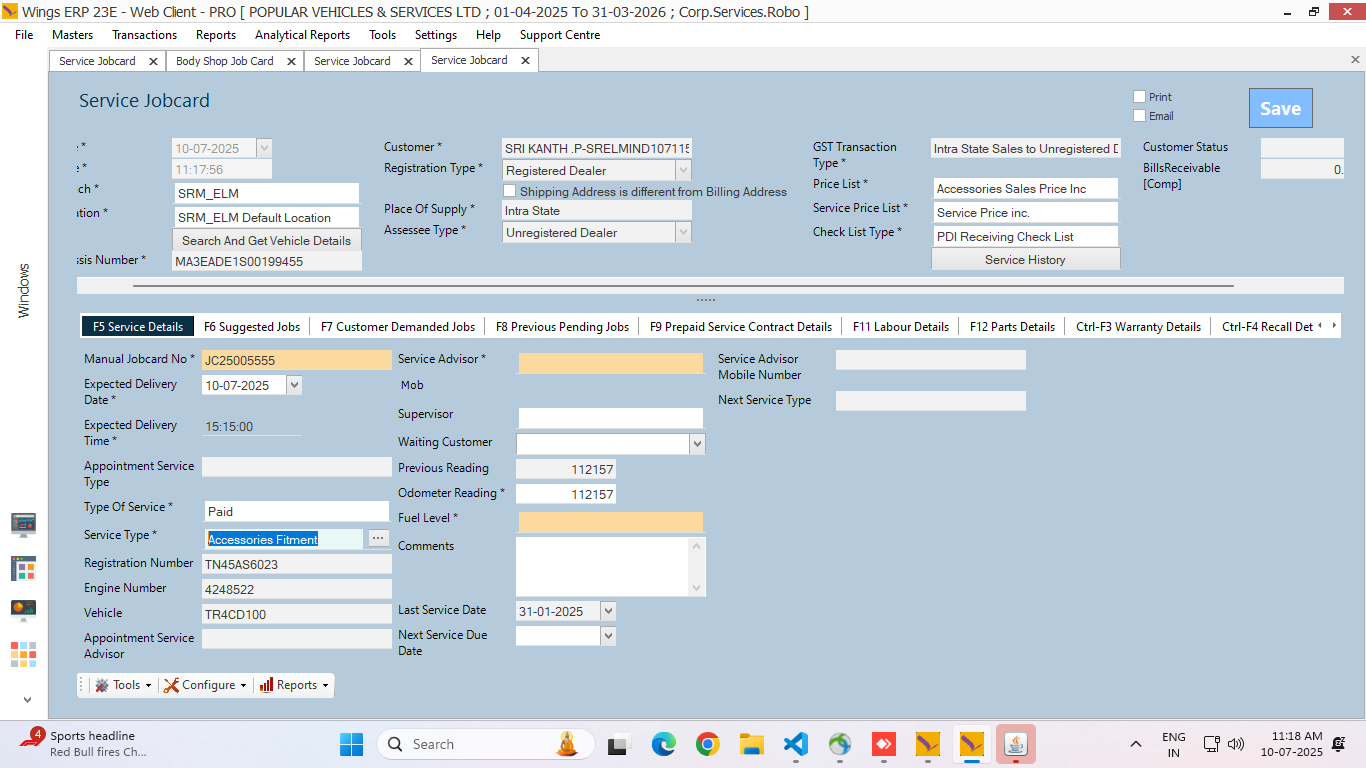 Wings ERP 23E - Web Client - PRO [ POPULAR VEHICLES & SERVICES LTD ; 01-04-2025 To 31-03-2026 ; Corp.Services.Robo ]
File Masters Transactions Reports Analytical Reports Tools Settings Help Support Centre
Service Jobcard Body Shop Job Card Service Jobcard Service Jobcard
Service Jobcard
Print
Email
Save
10-07-2025
11:17:56
SRM_ELM
SRM_ELM Default Location
Search And Get Vehicle Details
ssis Number * MA3EADE1S00199455
Customer * SRI KANTH .P-SRELMIND107115
Registration Type * Registered Dealer
Shipping Address is different from Billing Address
Place Of Supply * Intra State
Assessee Type * Unregistered Dealer
GST Transaction
Type *
Intra State Sales to Unregistered D
Price List * Accessories Sales Price Inc
Service Price List * Service Price inc.
Check List Type * PDI Receiving Check List
Service History
Customer Status
BillsReceivable
[Comp]
0.
Windows
F5 Service Details F6 Suggested Jobs F7 Customer Demanded Jobs F8 Previous Pending Jobs F9 Prepaid Service Contract Details F11 Labour Details F12 Parts Details Ctrl-F3 Warranty Details Ctrl-F4 Recall Det
Manual Jobcard No * JC25005555
Expected Delivery
Date *
10-07-2025
Expected Delivery
Time *
15:15:00
Appointment Service
Type
Type Of Service * Paid
Service Type * Accessories Fitment ...
Registration Number TN45AS6023
Engine Number 4248522
Vehicle TR4CD100
Appointment Service
Advisor
Service Advisor *
Mob
Supervisor
Waiting Customer
Previous Reading 112157
Odometer Reading * 112157
Fuel Level *
Comments
Last Service Date 31-01-2025
Next Service Due
Date
Service Advisor
Mobile Number
Next Service Type
Tools Configure Reports
4
Sports headline
Red Bull fires Ch...
Search
ENG
IN
11:18 AM
10-07-2025